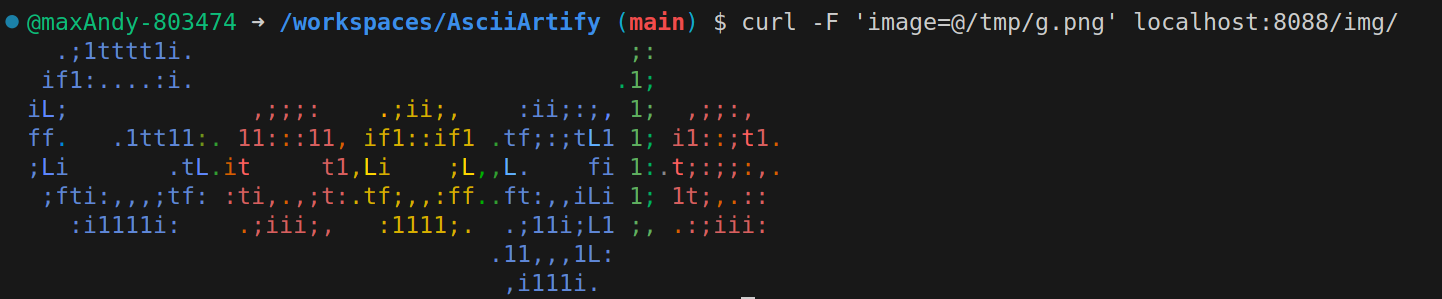 @maxAndy-803474 ➜ /workspaces/AsciiArtify (main) $ curl -F 'image=@/tmp/g.png' localhost:8088/img/
  .;1tttt1i.                               ;:
 if1:....:i.                              .1;
iL;             ,;;;:    .;ii;,    :ii;:;, 1;  ,;;:,
ff.   .1tt11:. 11:::11, if1::if1 .tf;:;tL1 1; i1::;t1.
;Li       .tL.it     t1,Li    ;L,,L.    fi 1:.t;:;;:,.
 ;fti:,,,;tf: :ti,.,;t:.tf;,,:ff..ft:,,iLi 1; 1t;,.::
   :i1111i:    .;iii;,   :1111;.  .;11i;L1 ;, .:;iii:
                                 .11,,,1L:
                                  ,i111i.